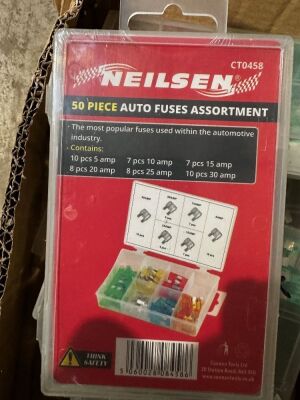 CT0458
NEILSEN®
50 PIECE AUTO FUSES ASSORTMENT
· The most popular fuses used within the automotive
industry.
· Contains:
10 pcs 5 amp 7 pcs 10 amp 7 pcs 15 amp
8 pcs 20 amp 8 pcs 25 amp 10 pcs 30 amp
THINK
SAFETY